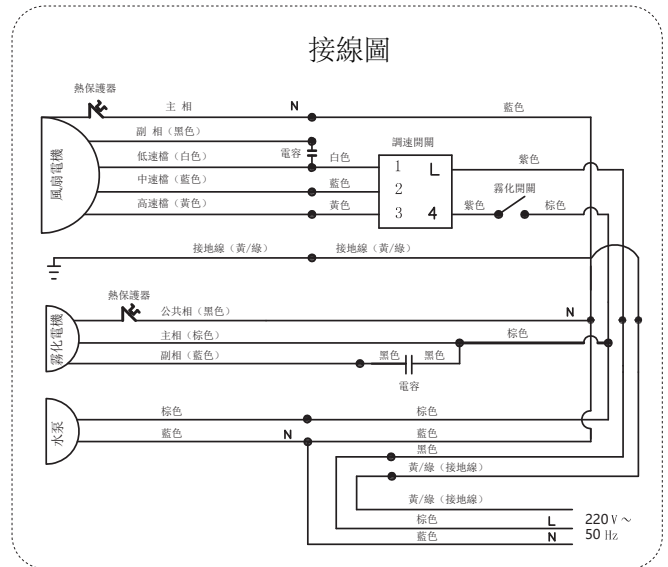 接線圖
熱保護器
主 相 N 藍色
副 相（黑色）
電容
調速開關
低速檔（白色） 白色 1 L 紫色
中速檔（藍色） 藍色 2 霧化開關
高速檔（黃色） 黃色 3 4 紫色 棕色
風扇電機
接地線（黃/綠） 接地線（黃/綠）
熱保護器
公共相（黑色） N
主相（棕色） 棕色
副相（藍色） 黑色 黑色
電容
霧化電機
棕色 棕色
藍色 N 藍色
水泵
黑色
黃/綠（接地線）
黃/綠（接地線）
棕色 L 220 V ～
藍色 N 50 Hz